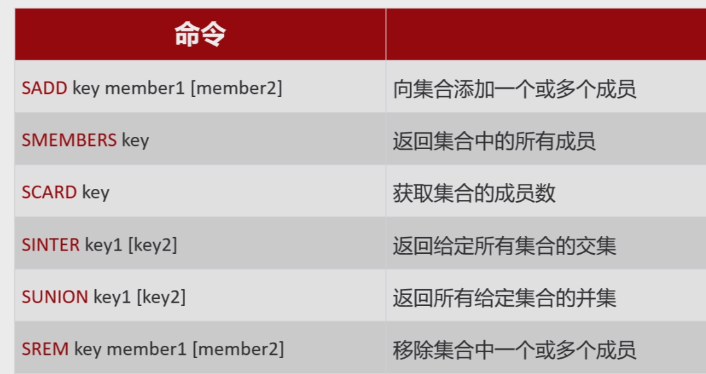 命令
SADD key member1 [member2] 向集合添加一个或多个成员
SMEMBERS key 返回集合中的所有成员
SCARD key 获取集合的成员数
SINTER key1 [key2] 返回给定所有集合的交集
SUNION key1 [key2] 返回所有给定集合的并集
SREM key member1 [member2] 移除集合中一个或多个成员